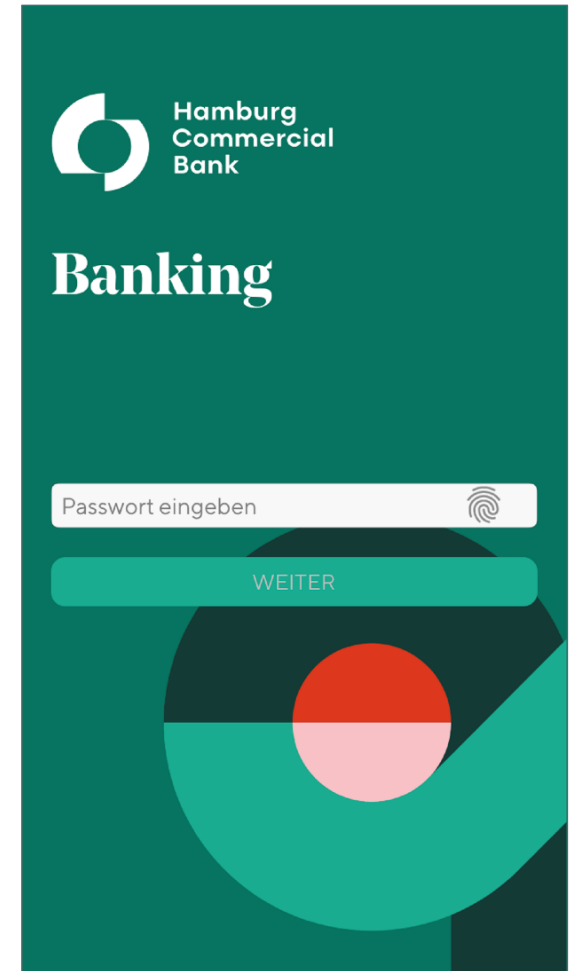 Hamburg
Commercial
Bank
Banking
Passwort eingeben
WEITER